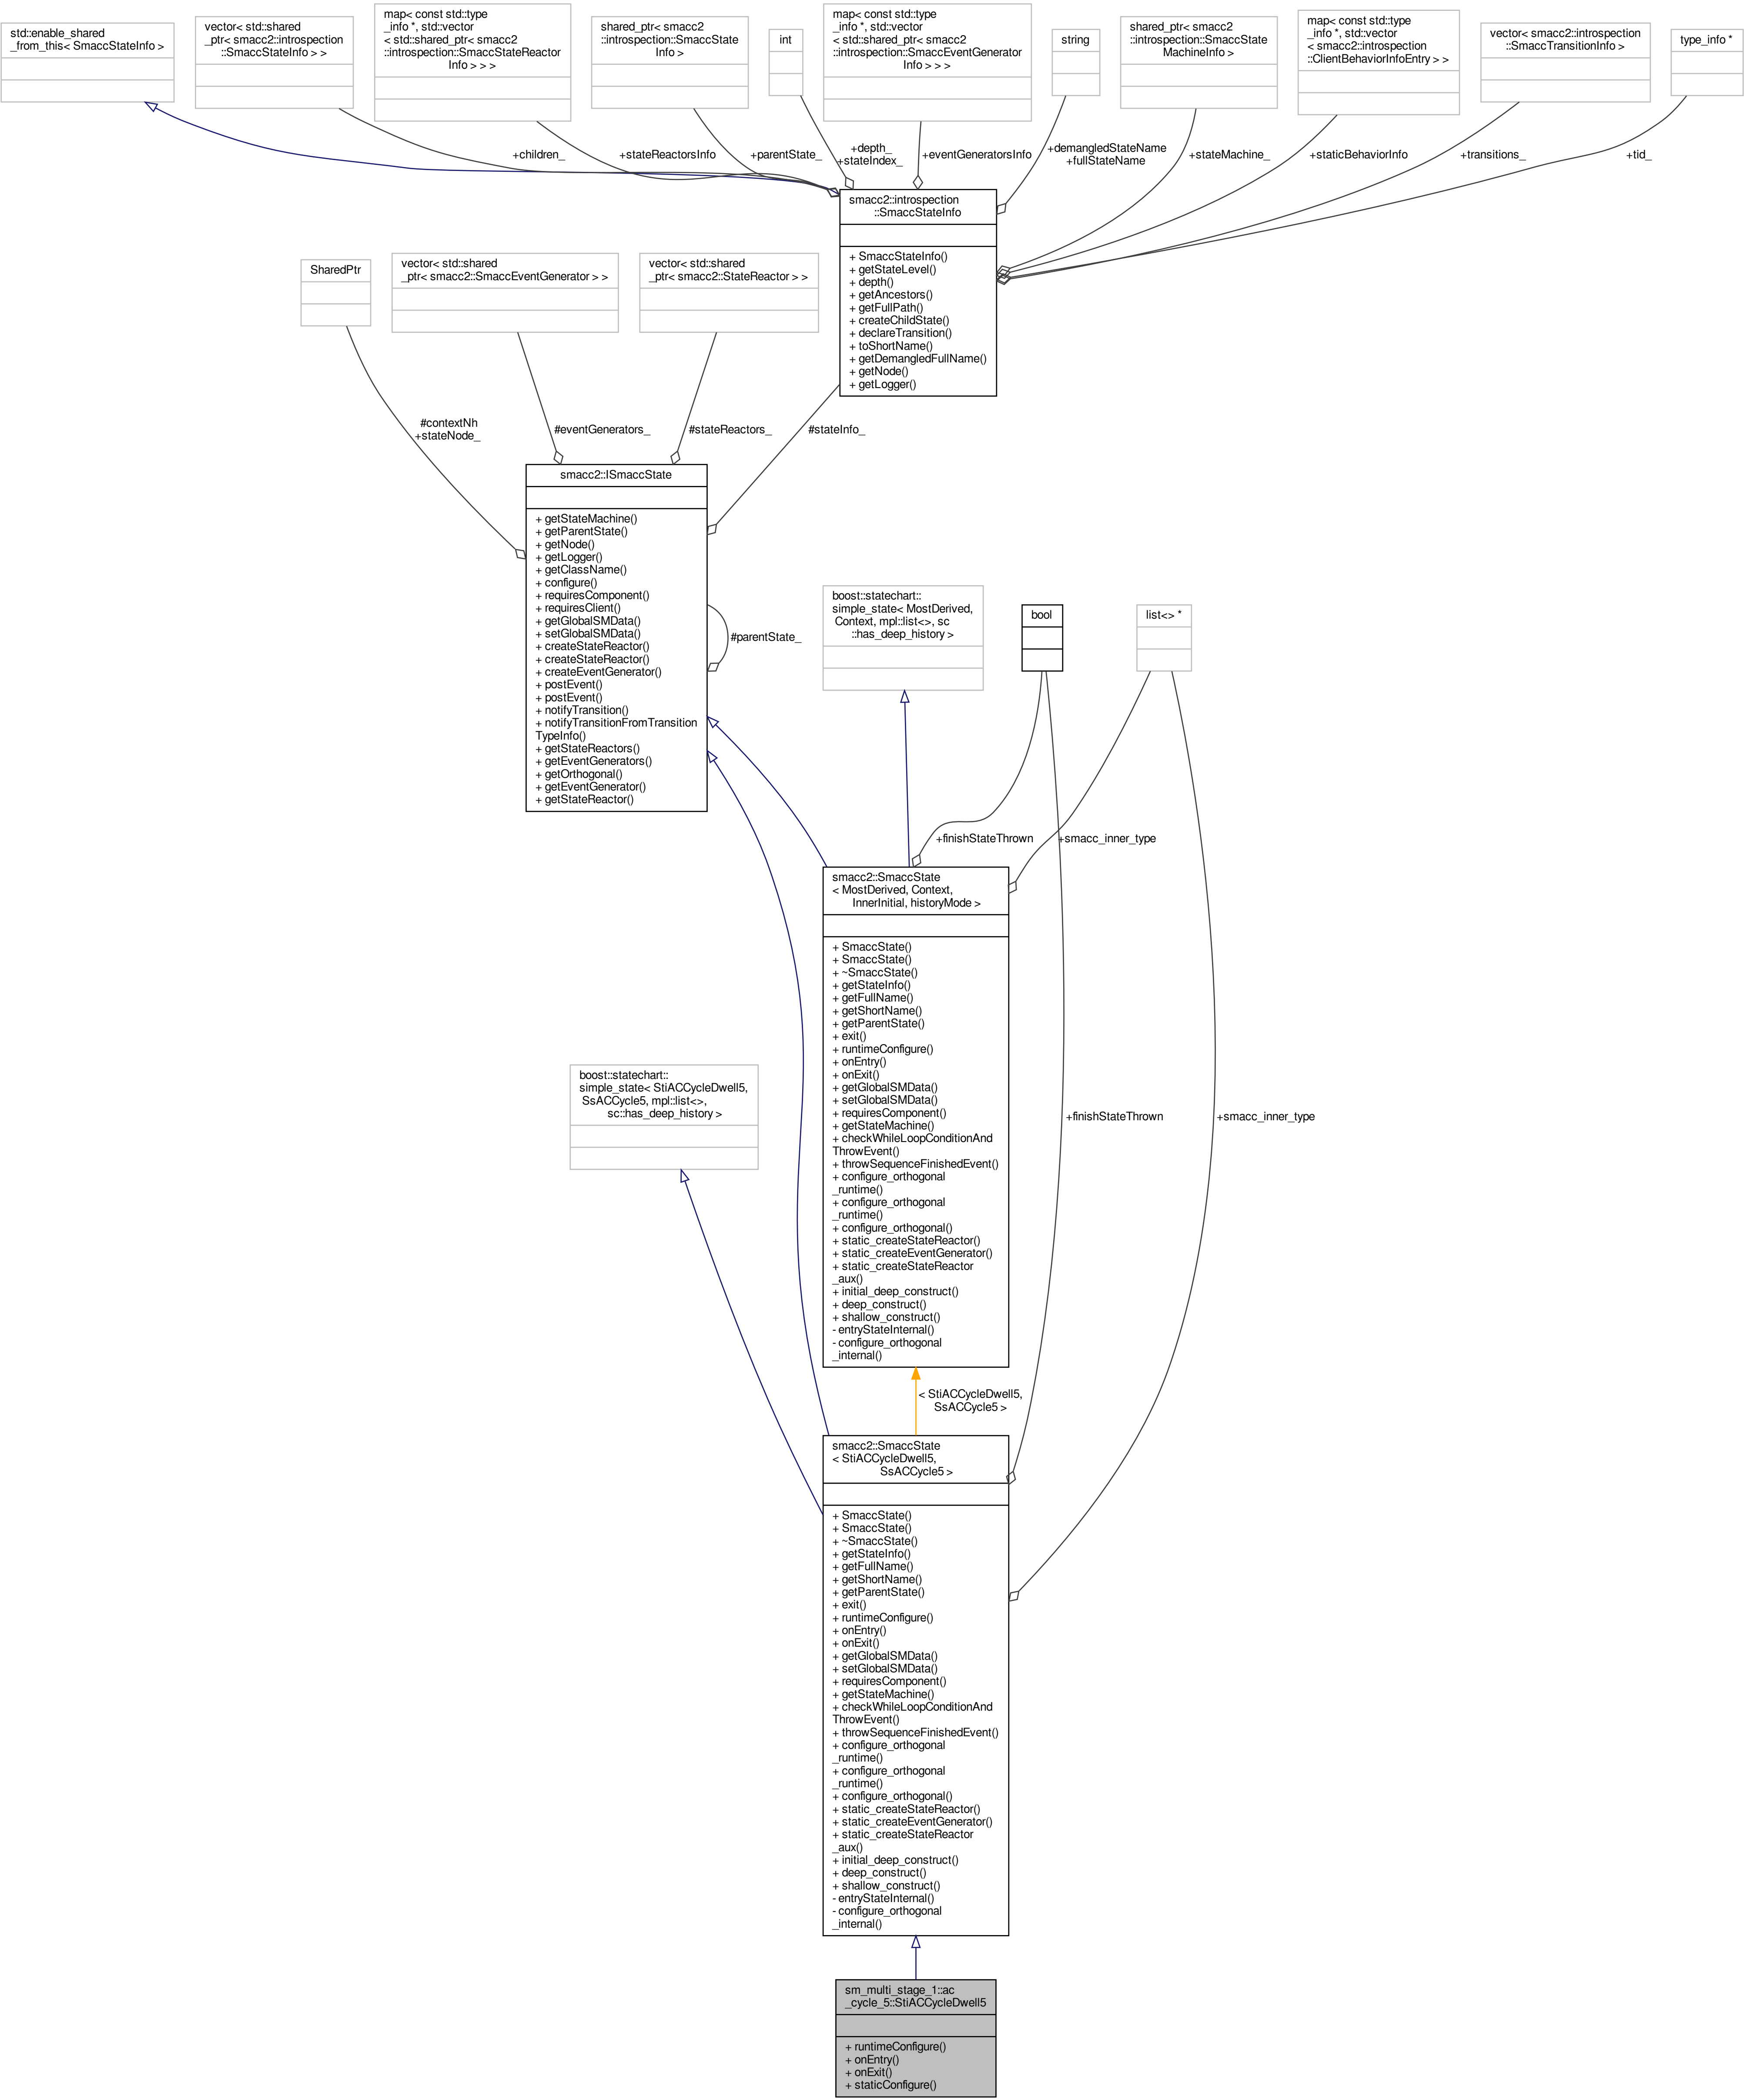 std::enable_shared
_from_this< SmaccStateInfo >
vector< std::shared
_ptr< smacc2::introspection
::SmaccStateInfo > >
map< const std::type
_info *, std::vector
< std::shared_ptr< smacc2
::introspection::SmaccStateReactor
Info > > >
shared_ptr< smacc2
::introspection::SmaccState
Info >
int
map< const std::type
_info *, std::vector
< std::shared_ptr< smacc2
::introspection::SmaccEventGenerator
Info > > >
string
shared_ptr< smacc2
::introspection::SmaccState
MachineInfo >
map< const std::type
_info *, std::vector
< smacc2::introspection
::ClientBehaviorInfoEntry > >
vector< smacc2::introspection
::SmaccTransitionInfo >
type_info *
+children_
+stateReactorsInfo
+parentState_
+depth_
+stateIndex_
+eventGeneratorsInfo
+demangledStateName
+fullStateName
+stateMachine_
+staticBehaviorInfo
+transitions_
+tid_
smacc2::introspection
::SmaccStateInfo
+ SmaccStateInfo()
+ getStateLevel()
+ depth()
+ getAncestors()
+ getFullPath()
+ createChildState()
+ declareTransition()
+ toShortName()
+ getDemangledFullName()
+ getNode()
+ getLogger()
SharedPtr
vector< std::shared
_ptr< smacc2::SmaccEventGenerator > >
vector< std::shared
_ptr< smacc2::StateReactor > >
#contextNh
+stateNode_
#eventGenerators_
#stateReactors_
#stateInfo_
smacc2::ISmaccState
+ getStateMachine()
+ getParentState()
+ getNode()
+ getLogger()
+ getClassName()
+ configure()
+ requiresComponent()
+ requiresClient()
+ getGlobalSMData()
+ setGlobalSMData()
+ createStateReactor()
+ createStateReactor()
+ createEventGenerator()
+ postEvent()
+ postEvent()
+ notifyTransition()
+ notifyTransitionFromTransition
TypeInfo()
+ getStateReactors()
+ getEventGenerators()
+ getOrthogonal()
+ getEventGenerator()
+ getStateReactor()
#parentState_
boost::statechart::
simple_state< MostDerived,
Context, mpl::list<>, sc
::has_deep_history >
bool
list<> *
+finishStateThrown
+smacc_inner_type
smacc2::SmaccState
< MostDerived, Context,
InnerInitial, historyMode >
+ SmaccState()
+ SmaccState()
+ ~SmaccState()
+ getStateInfo()
+ getFullName()
+ getShortName()
+ getParentState()
+ exit()
+ runtimeConfigure()
+ onEntry()
+ onExit()
+ getGlobalSMData()
+ setGlobalSMData()
+ requiresComponent()
+ getStateMachine()
+ checkWhileLoopConditionAnd
ThrowEvent()
+ throwSequenceFinishedEvent()
+ configure_orthogonal
_runtime()
+ configure_orthogonal
_runtime()
+ configure_orthogonal()
+ static_createStateReactor()
+ static_createEventGenerator()
+ static_createStateReactor
_aux()
+ initial_deep_construct()
+ deep_construct()
+ shallow_construct()
- entryStateInternal()
- configure_orthogonal
_internal()
boost::statechart::
simple_state< StiACCycleDwell5,
SsACCycle5, mpl::list<>,
sc::has_deep_history >
+finishStateThrown
+smacc_inner_type
< StiACCycleDwell5,
SsACCycle5 >
smacc2::SmaccState
< StiACCycleDwell5,
SsACCycle5 >
+ SmaccState()
+ SmaccState()
+ ~SmaccState()
+ getStateInfo()
+ getFullName()
+ getShortName()
+ getParentState()
+ exit()
+ runtimeConfigure()
+ onEntry()
+ onExit()
+ getGlobalSMData()
+ setGlobalSMData()
+ requiresComponent()
+ getStateMachine()
+ checkWhileLoopConditionAnd
ThrowEvent()
+ throwSequenceFinishedEvent()
+ configure_orthogonal
_runtime()
+ configure_orthogonal
_runtime()
+ configure_orthogonal()
+ static_createStateReactor()
+ static_createEventGenerator()
+ static_createStateReactor
_aux()
+ initial_deep_construct()
+ deep_construct()
+ shallow_construct()
- entryStateInternal()
- configure_orthogonal
_internal()
sm_multi_stage_1::ac
_cycle_5::StiACCycleDwell5
+ runtimeConfigure()
+ onEntry()
+ onExit()
+ staticConfigure()